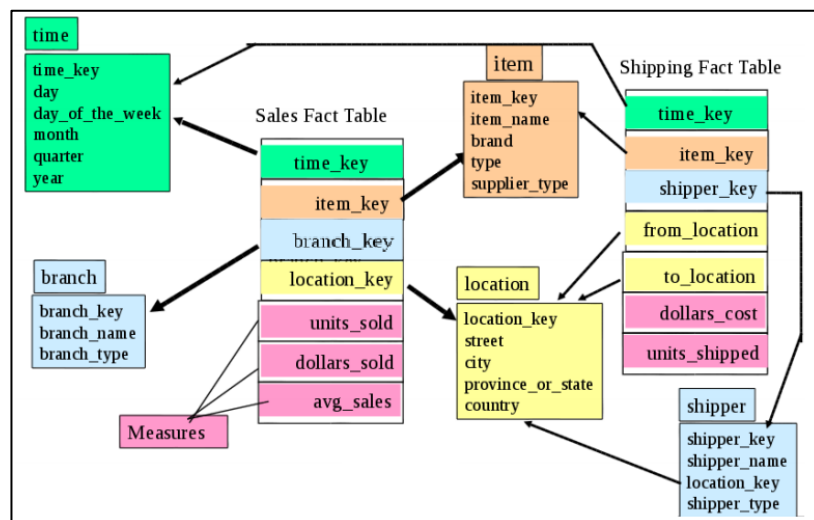 time
time_key
day
day_of_the_week
month
quarter
year
Sales Fact Table
time_key
item_key
branch_key
location_key
units_sold
dollars_sold
avg_sales
Measures
branch
branch_key
branch_name
branch_type
item
item_key
item_name
brand
type
supplier_type
location
location_key
street
city
province_or_state
country
Shipping Fact Table
time_key
item_key
shipper_key
from_location
to_location
dollars_cost
units_shipped
shipper
shipper_key
shipper_name
location_key
shipper_type